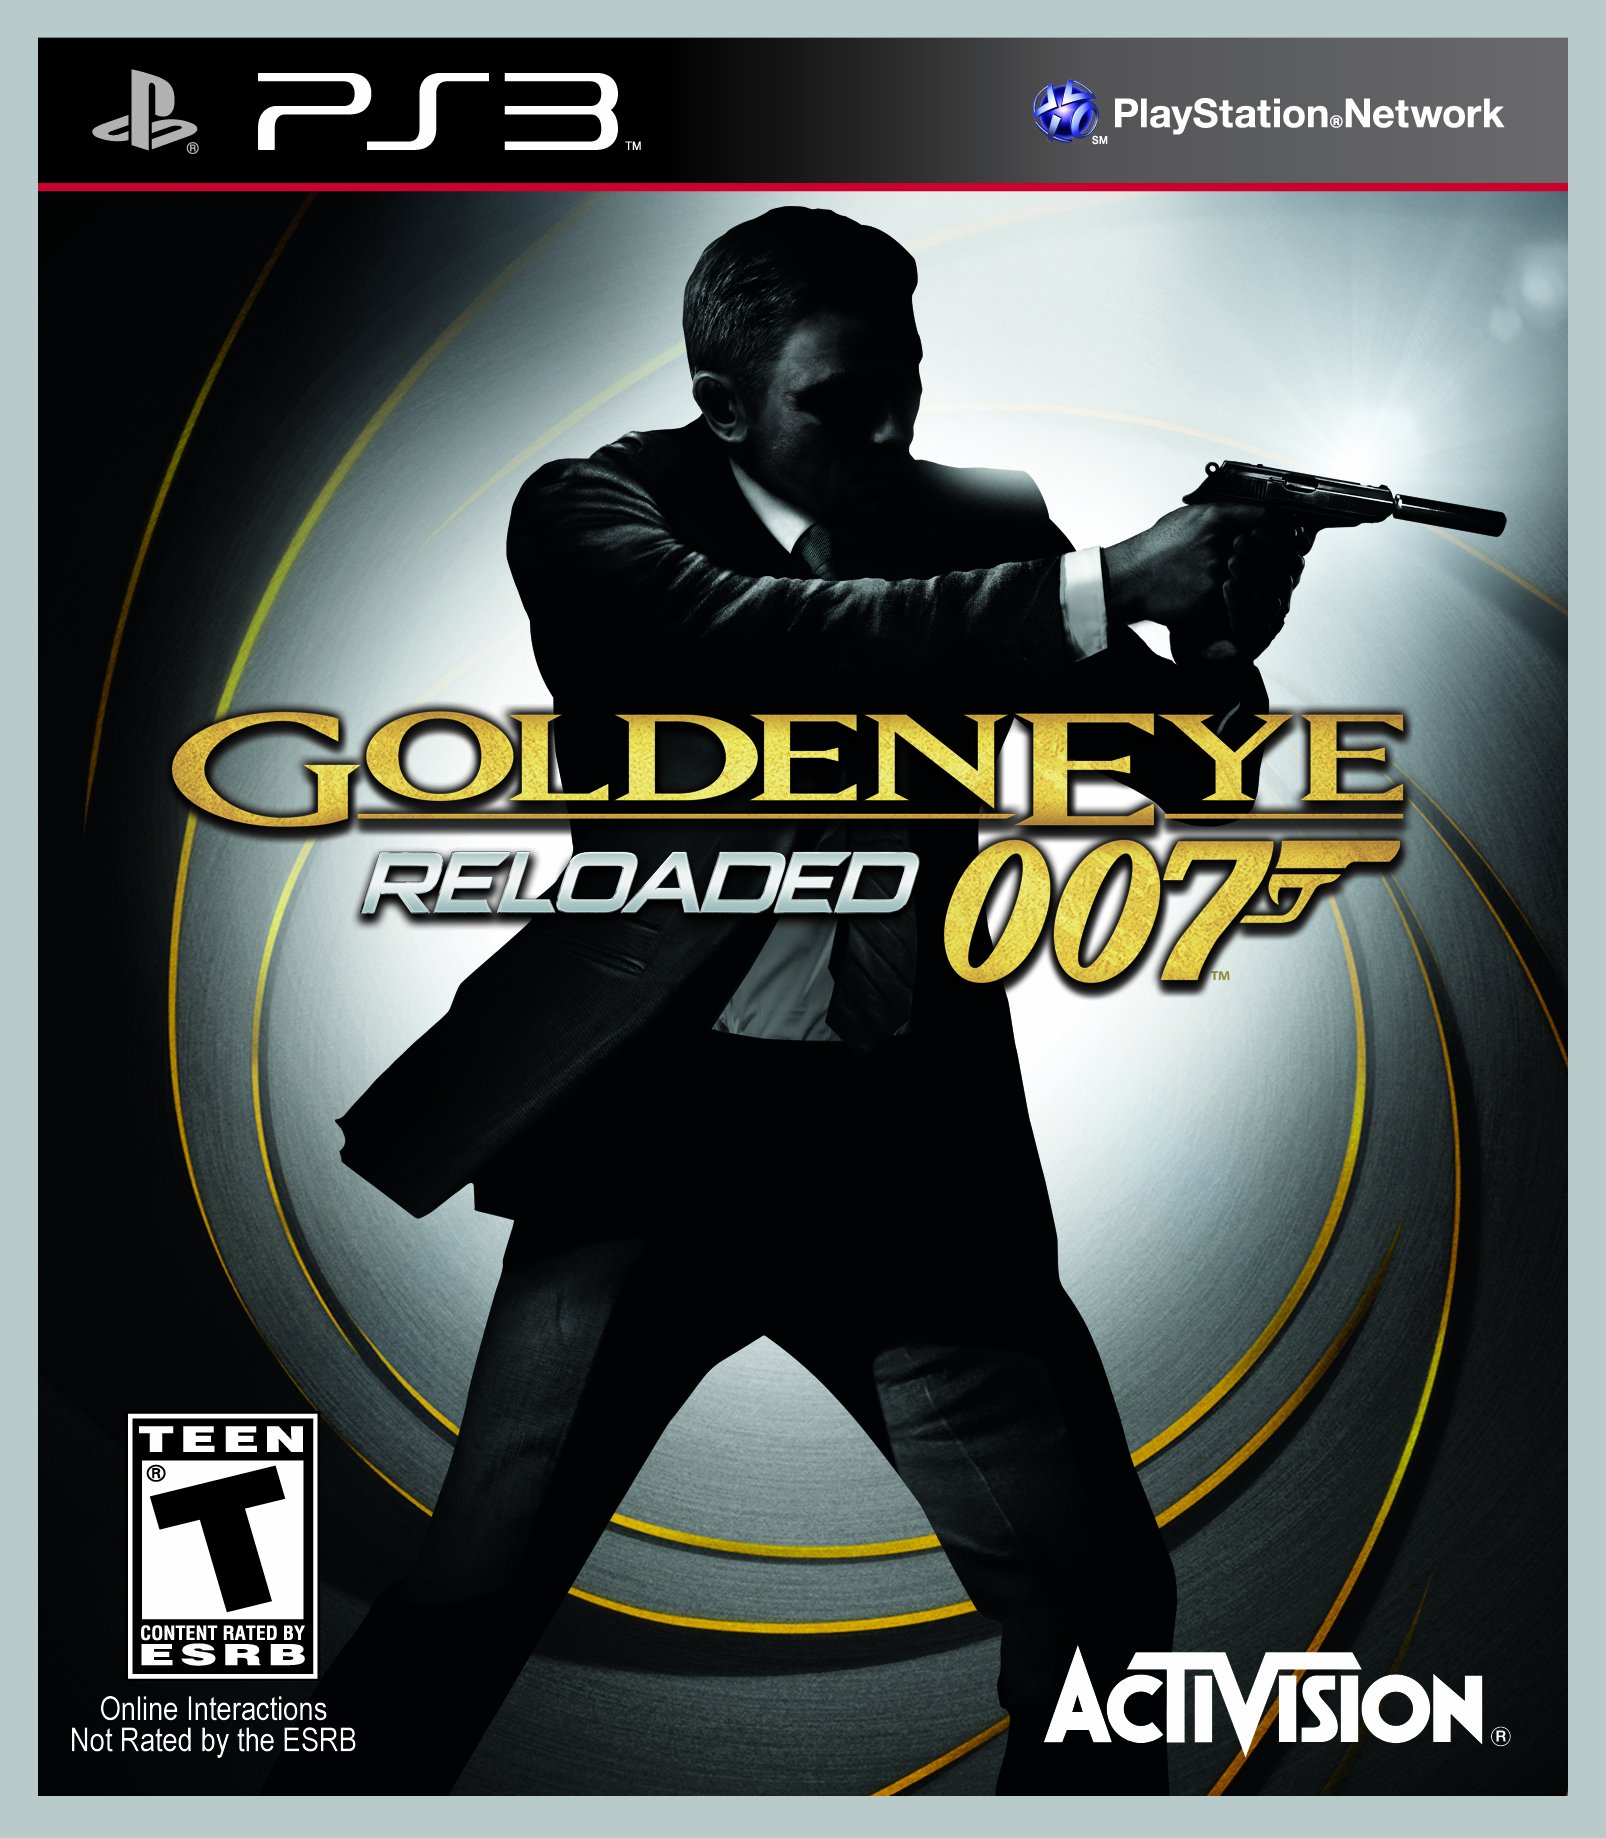 PS3™
PlayStation®Network
SM
GOLDENEYE
RELOADED 007
TM
TEEN
®
T
CONTENT RATED BY
ESRB
Online Interactions
Not Rated by the ESRB
ACTIVISION®